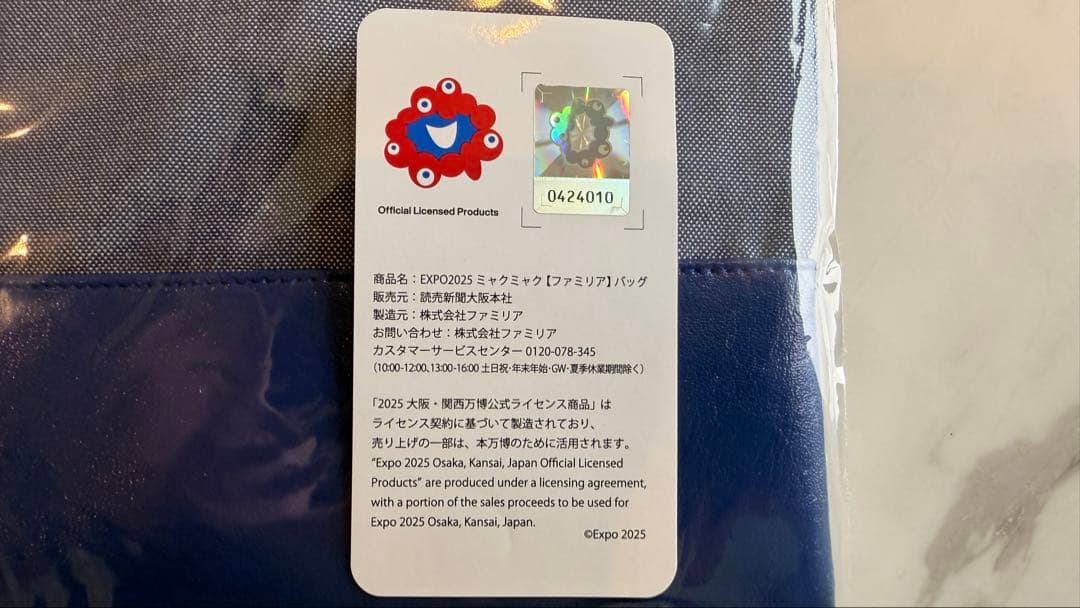 Official Licensed Products
0424010
商品名：EXPO2025 ミャクミャク【ファミリア】バッグ
販売元：読売新聞大阪本社
製造元：株式会社ファミリア
お問い合わせ：株式会社ファミリア
カスタマーサービスセンター 0120-078-345
（10:00-12:00、13:00-16:00 土日祝・年末年始・GW・夏季休業期間除く）
「2025 大阪・関西万博公式ライセンス商品」は
ライセンス契約に基づいて製造されており、
売り上げの一部は、本万博のために活用されます。
“Expo 2025 Osaka, Kansai, Japan Official Licensed
Products” are produced under a licensing agreement,
with a portion of the sales proceeds to be used for
Expo 2025 Osaka, Kansai, Japan.
©Expo 2025